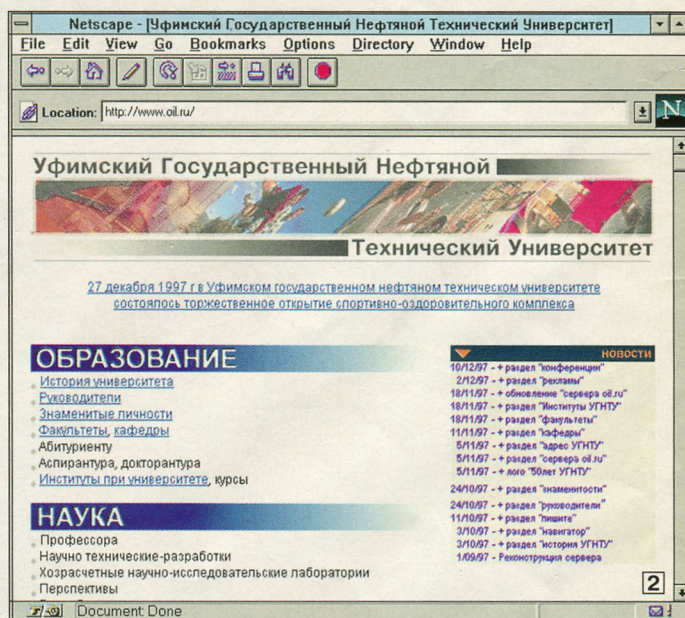 Netscape - [Уфимский Государственный Нефтяной Технический Университет]
File Edit View Go Bookmarks Options Directory Window Help
Location: http://www.oil.ru/
N
Уфимский Государственный Нефтяной
Технический Университет
27 декабря 1997 г в Уфимском государственном нефтяном техническом университете
состоялось торжественное открытие спортивно-оздоровительного комплекса
ОБРАЗОВАНИЕ
История университета
Руководители
Знаменитые личности
Факультеты, кафедры
Абитуриенту
Аспирантура, докторантура
Институты при университете, курсы
НАУКА
Профессора
Научно технические-разработки
Хозрасчетные научно-исследовательские лаборатории
Перспективы
новости
10/12/97 - + раздел "конференции"
2/12/97 - + раздел "рекламы"
18/11/97 - + обновление "сервера oil.ru"
18/11/97 - + раздел "Институты УГНТУ"
18/11/97 - + раздел "факультеты"
11/11/97 - + раздел "кафедры"
5/11/97 - + раздел "адрес УГНТУ"
5/11/97 - + раздел "сервера oil.ru"
5/11/97 - + лого "50лет УГНТУ"
24/10/97 - + раздел "знаменитости"
24/10/97 - + раздел "руководители"
11/10/97 - + раздел "пишите"
3/10/97 - + раздел "навигатор"
3/10/97 - + раздел "история УГНТУ"
1/09/97 - Реконструкция сервера
2
Document: Done